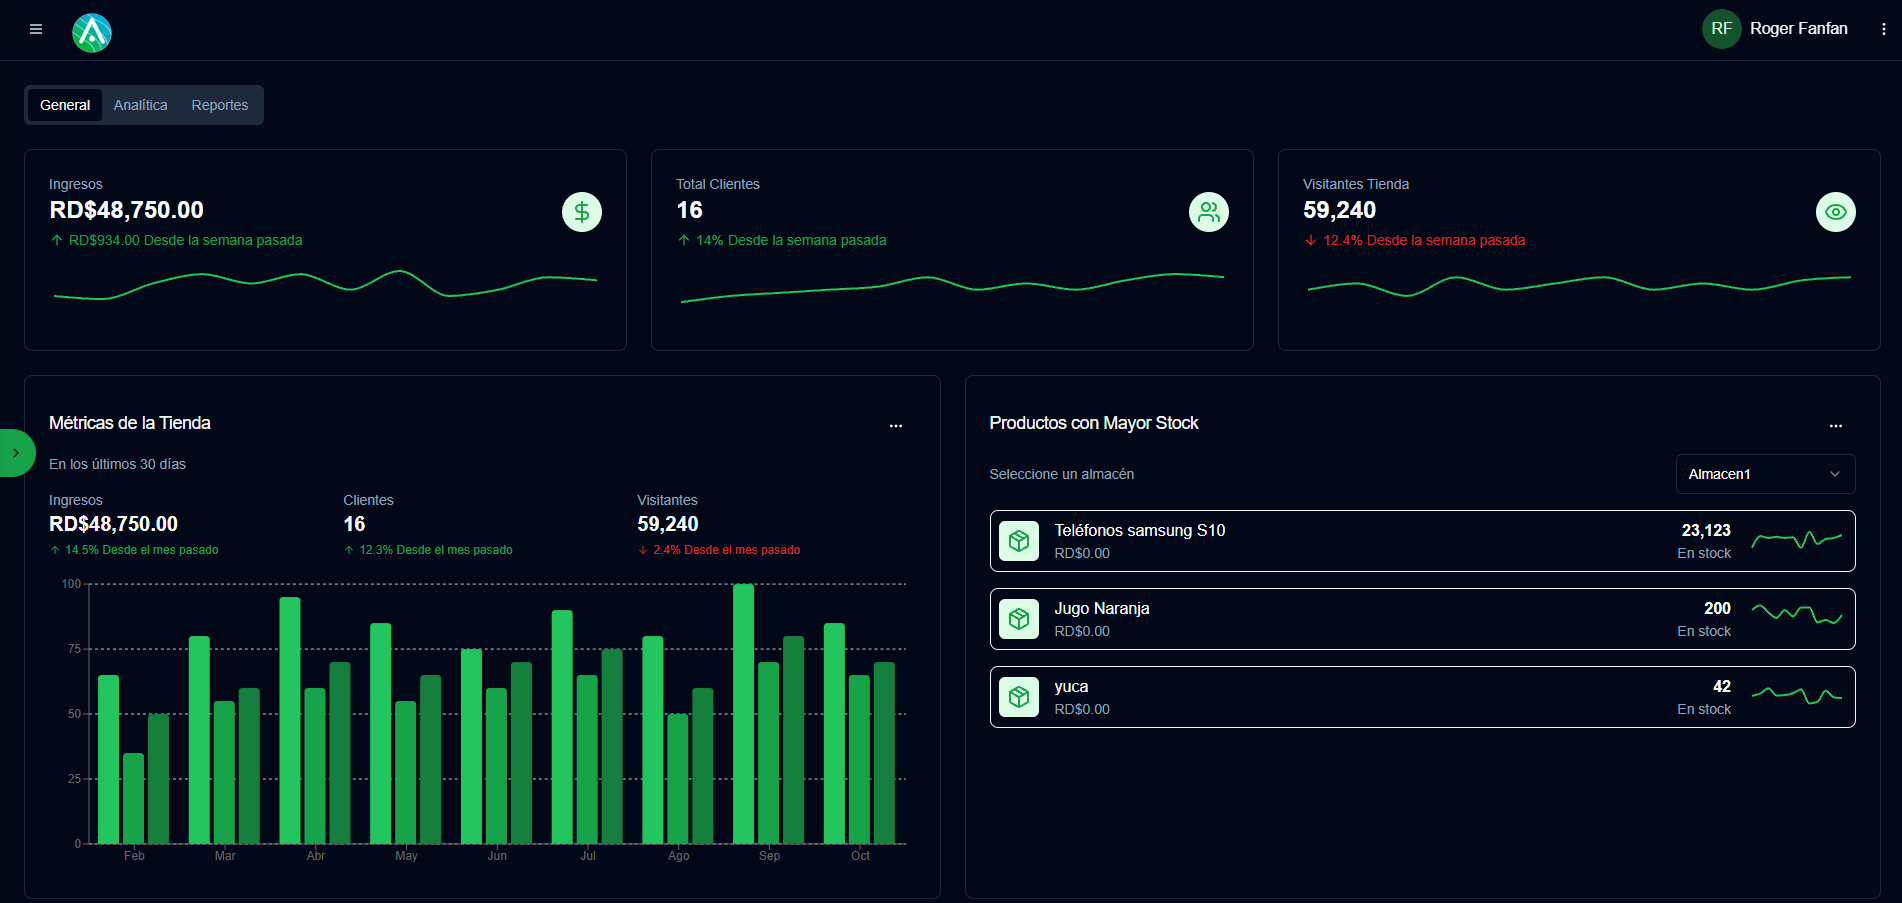 RF Roger Fanfan
General Analítica Reportes
Ingresos
RD$48,750.00
RD$934.00 Desde la semana pasada
Total Clientes
16
14% Desde la semana pasada
Visitantes Tienda
59,240
12.4% Desde la semana pasada
Métricas de la Tienda
En los últimos 30 días
Ingresos
RD$48,750.00
14.5% Desde el mes pasado
Clientes
16
12.3% Desde el mes pasado
Visitantes
59,240
2.4% Desde el mes pasado
100
75
50
25
0
Feb Mar Abr May Jun Jul Ago Sep Oct
Productos con Mayor Stock
Seleccione un almacén
Almacen1
Teléfonos samsung S10
RD$0.00
23,123
En stock
Jugo Naranja
RD$0.00
200
En stock
yuca
RD$0.00
42
En stock